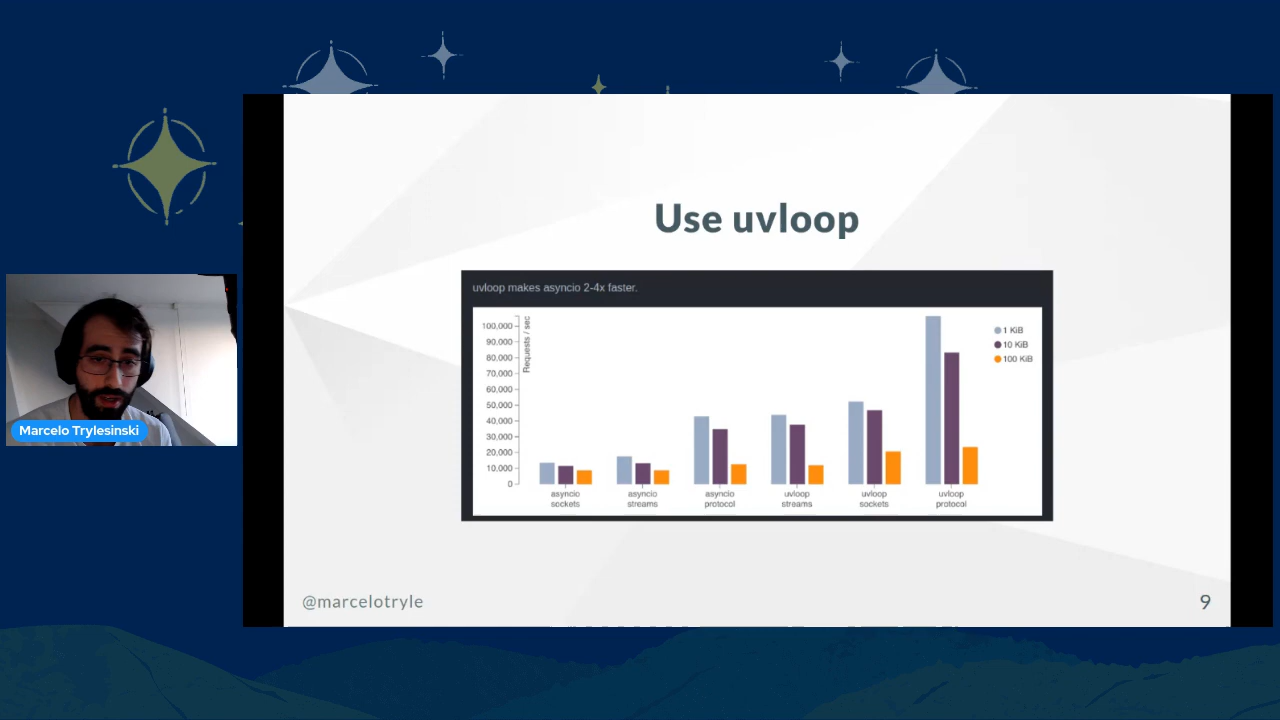 Use uvloop
uvloop makes asyncio 2-4x faster.
Requests / sec
100,000
90,000
80,000
70,000
60,000
50,000
40,000
30,000
20,000
10,000
0
1 KiB
10 KiB
100 KiB
asyncio
sockets
asyncio
streams
asyncio
protocol
uvloop
streams
uvloop
sockets
uvloop
protocol
Marcelo Trylesinski
@marcelotryle
9